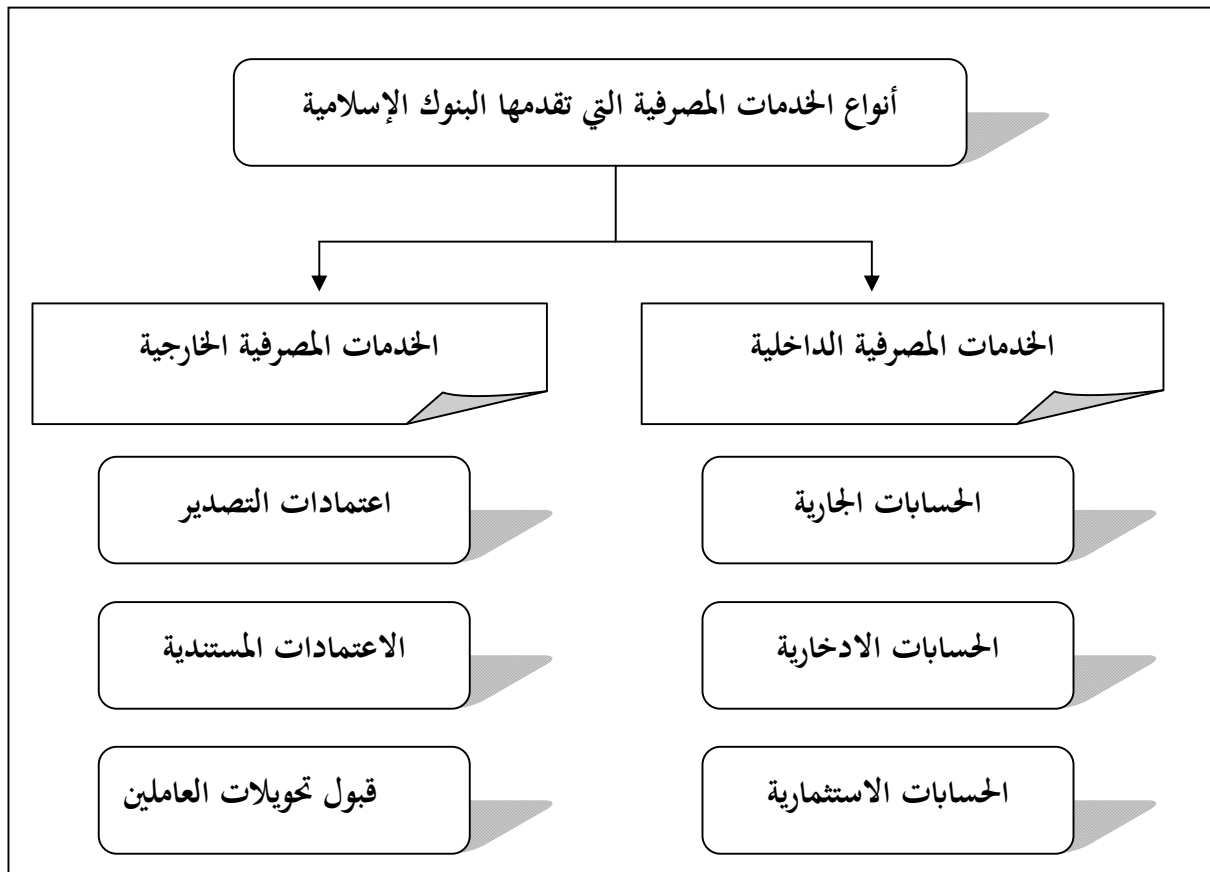 أنواع الخدمات المصرفية التي تقدمها البنوك الإسلامية
الخدمات المصرفية الداخلية
الخدمات المصرفية الخارجية
الحسابات الجارية
اعتمادات التصدير
الحسابات الادخارية
الاعتمادات المستندية
الحسابات الاستثمارية
قبول تحويلات العاملين